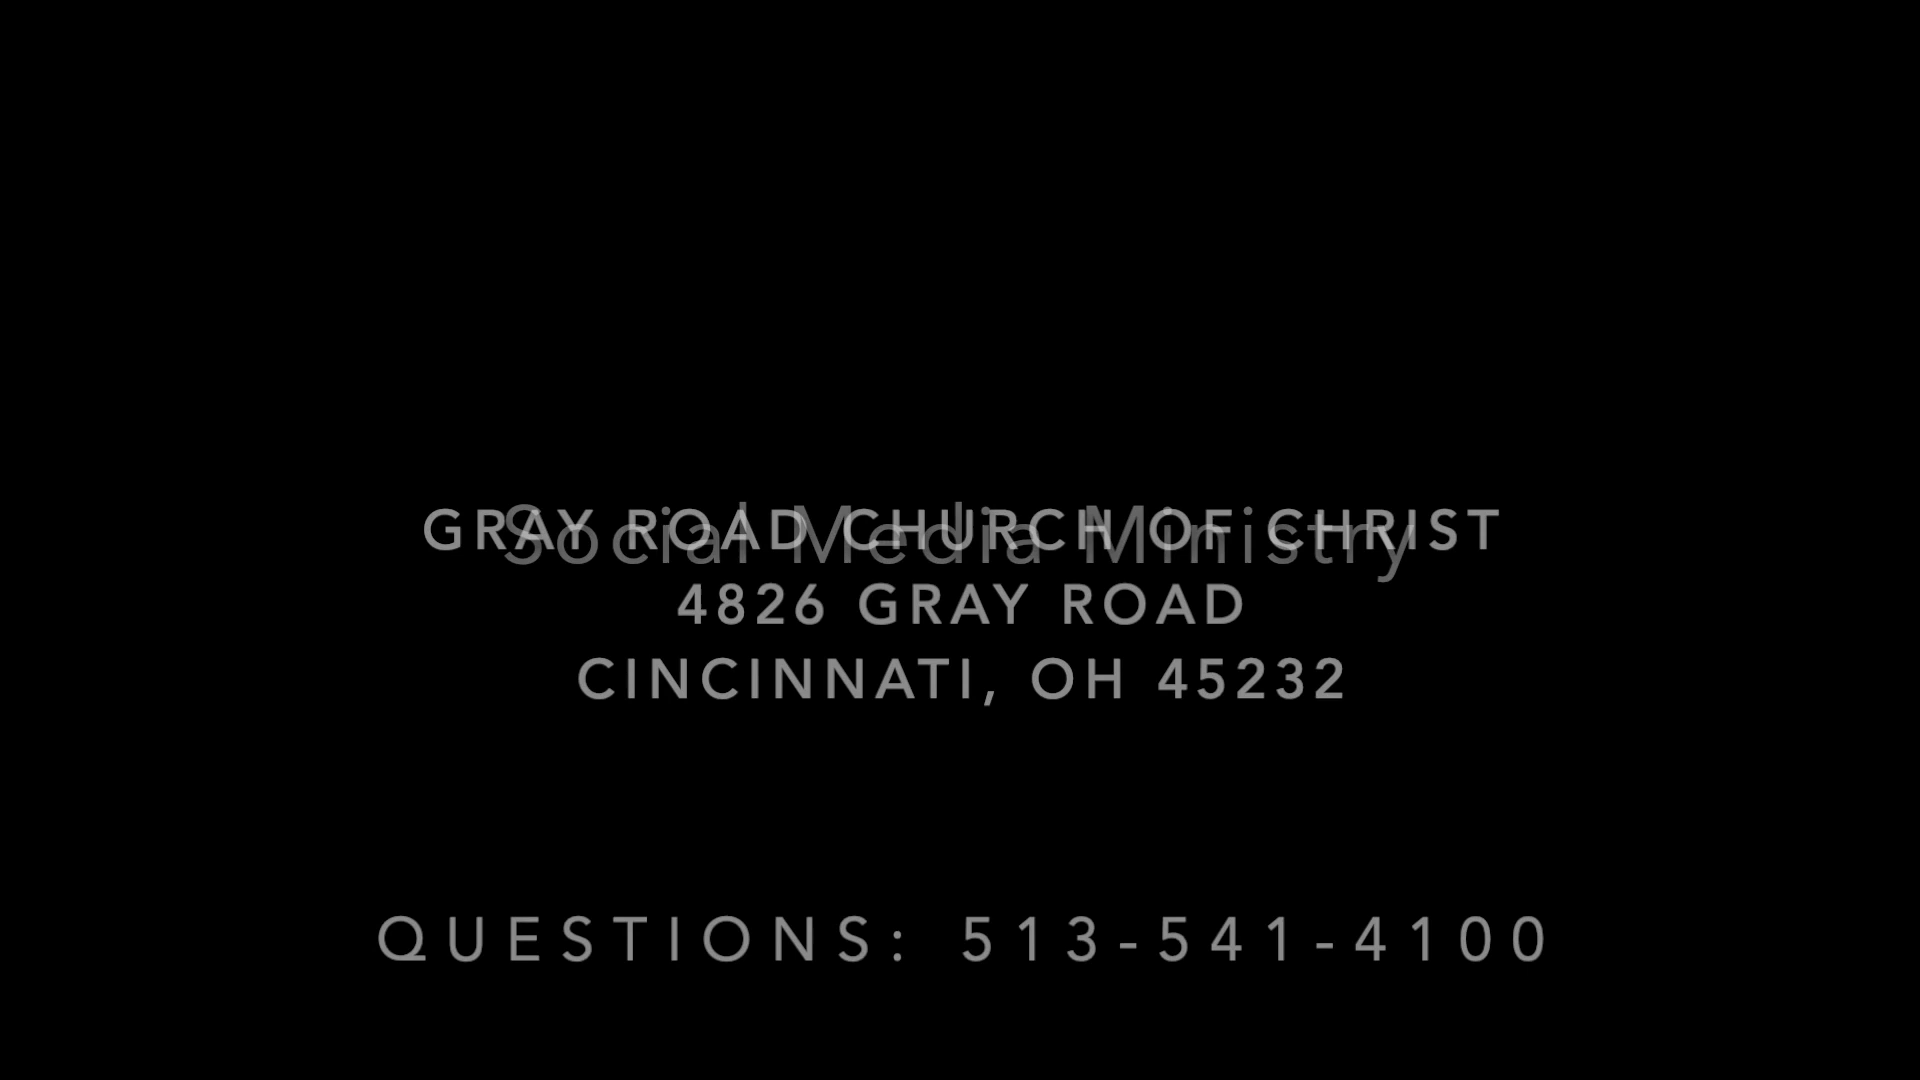 GRAY ROAD CHURCH OF CHRIST
Social Media Ministry
4826 GRAY ROAD
CINCINNATI, OH 45232
QUESTIONS: 513-541-4100